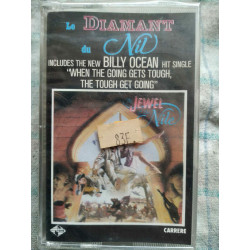 Le DIAMANT
du Nil
INCLUDES THE NEW BILLY OCEAN HIT SINGLE
"WHEN THE GOING GETS TOUGH,
THE TOUGH GET GOING"
JEWEL
Nile
83F
CARRERE